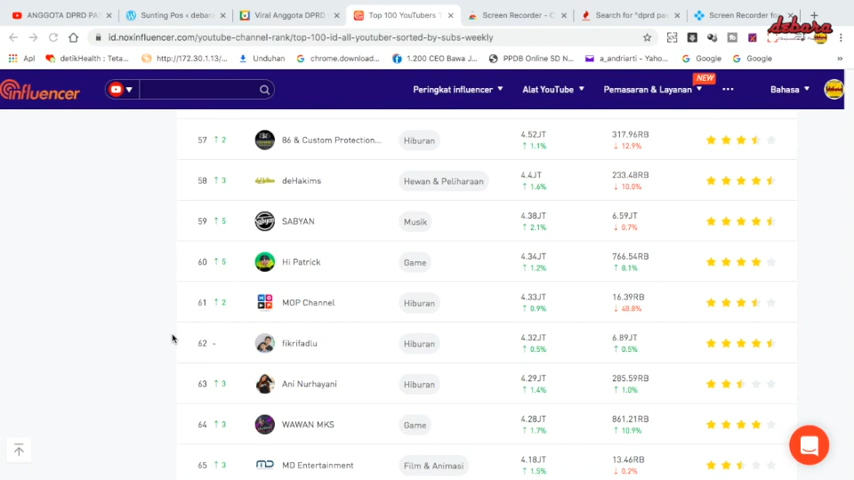 ANGGOTA DPRD PA
Sunting Pos ‹ debara
Viral Anggota DPRD
Top 100 YouTubers
Screen Recorder - C
Search for "dprd pa
Screen Recorder for
debara
id.noxinfluencer.com/youtube-channel-rank/top-100-id-all-youtuber-sorted-by-subs-weekly
Apl
detikHealth : Teta...
http://172.30.1.13/...
Unduhan
chrome.download...
1.200 CEO Bawa J...
PPDB Online SD N...
a_andriarti - Yaho...
Google
Google
»
influencer
Peringkat influencer
Alat YouTube
Pemasaran & Layanan
NEW
Bahasa
57 ↑ 2 86 & Custom Protection... Hiburan 4.52JT 317.96RB
↑ 1.1% ↓ 12.9%
58 ↑ 3 deHakims Hewan & Peliharaan 4.4JT 233.48RB
↑ 1.6% ↓ 10.0%
59 ↑ 5 SABYAN Musik 4.38JT 6.59JT
↑ 2.1% ↓ 0.7%
60 ↑ 5 Hi Patrick Game 4.34JT 766.54RB
↑ 1.2% ↑ 8.1%
61 ↑ 2 MOP Channel Hiburan 4.33JT 16.39RB
↑ 0.9% ↓ 40.8%
62 - fikrifadlu Hiburan 4.32JT 6.89JT
↑ 0.5% ↑ 0.5%
63 ↑ 3 Ani Nurhayani Hiburan 4.29JT 285.59RB
↑ 1.4% ↑ 1.0%
64 ↑ 3 WAWAN MKS Game 4.28JT 861.21RB
↑ 1.7% ↑ 10.9%
65 ↑ 3 MD Entertainment Film & Animasi 4.18JT 13.46RB
↑ 1.5% ↓ 0.2%